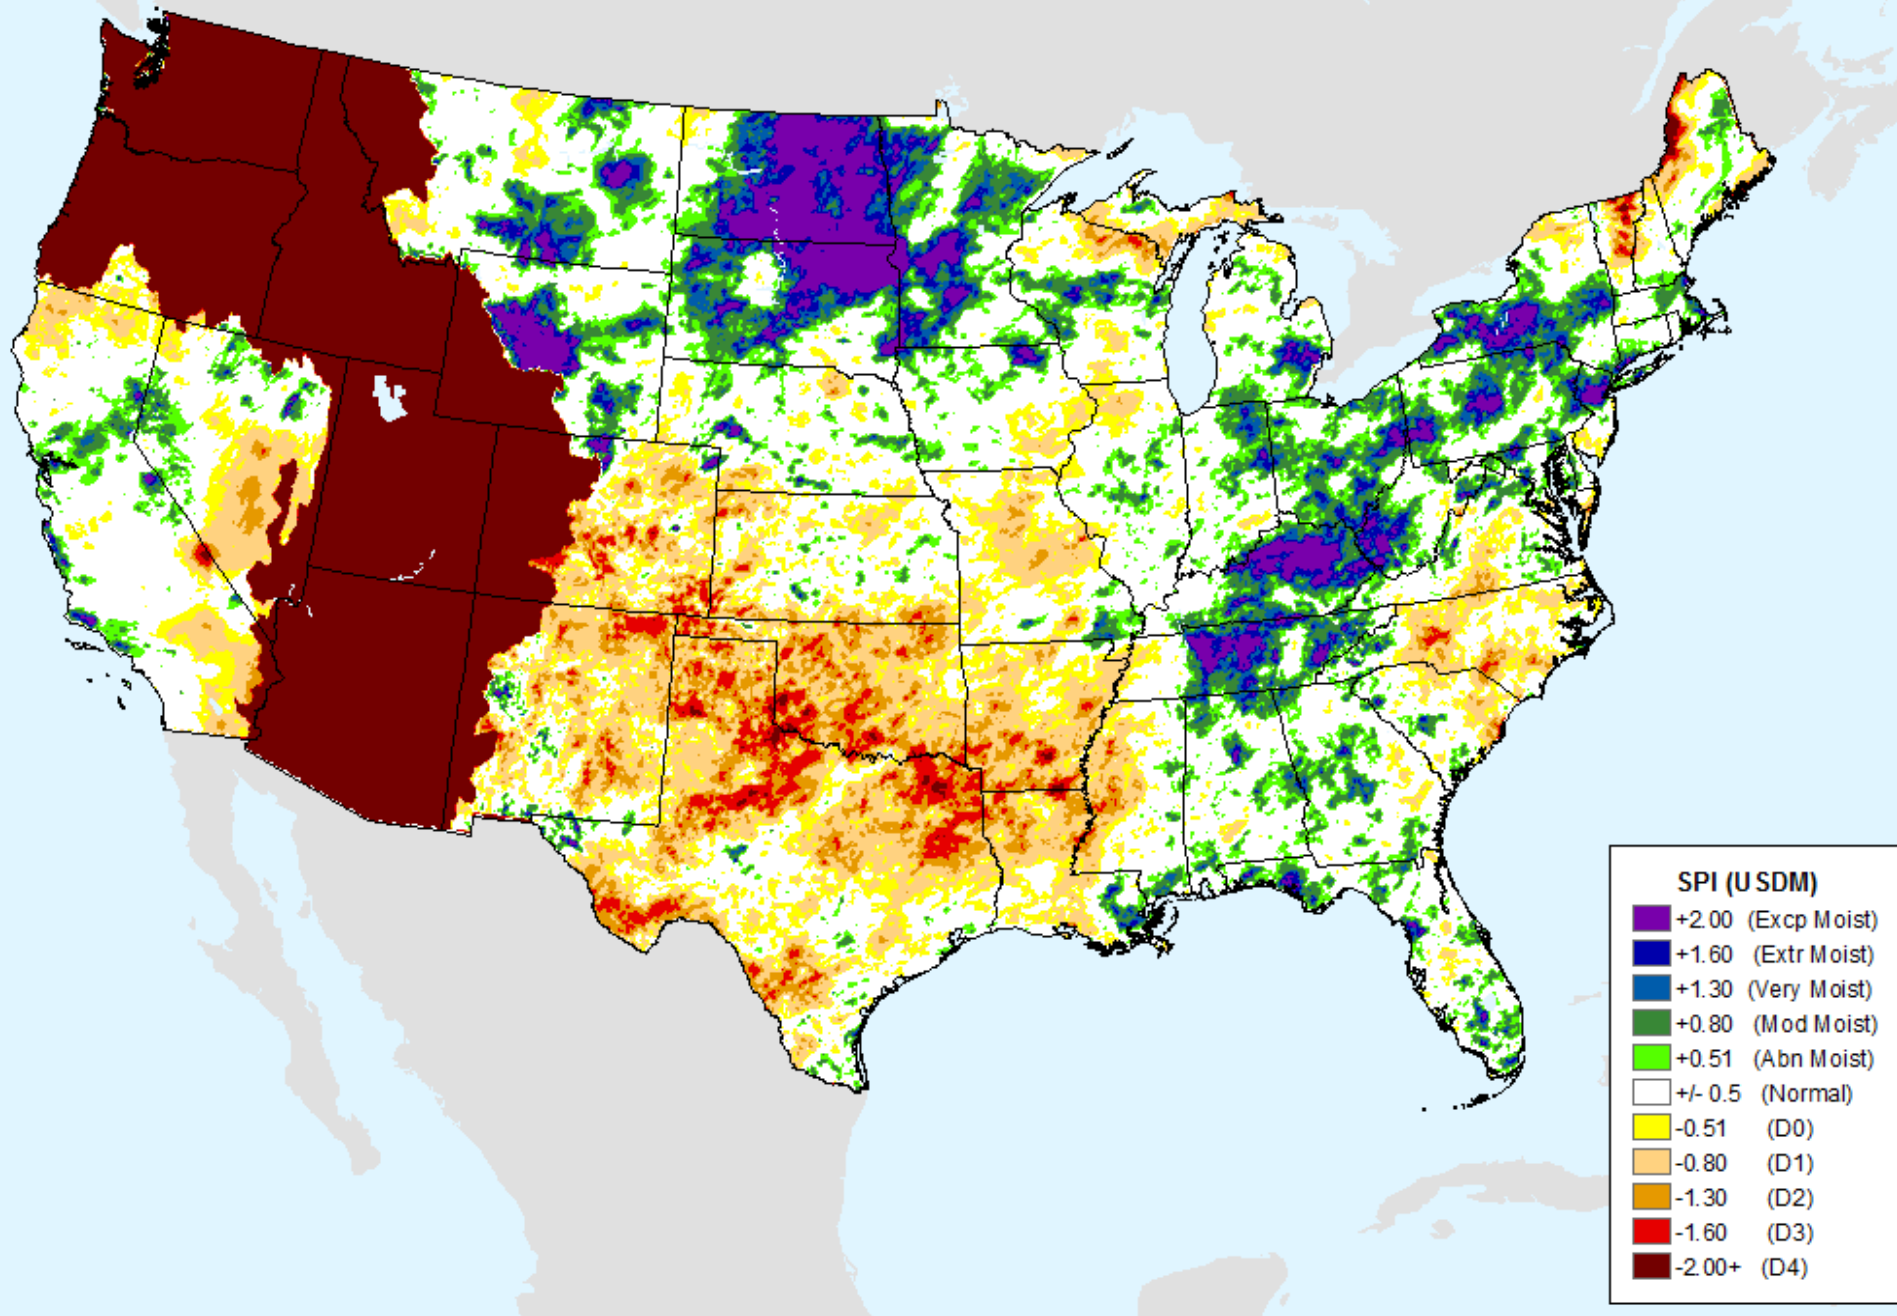 SPI (USDM)
+2.00 (Excp Moist)
+1.60 (Extr Moist)
+1.30 (Very Moist)
+0.80 (Mod Moist)
+0.51 (Abn Moist)
+/- 0.5 (Normal)
-0.51 (D0)
-0.80 (D1)
-1.30 (D2)
-1.60 (D3)
-2.00+ (D4)